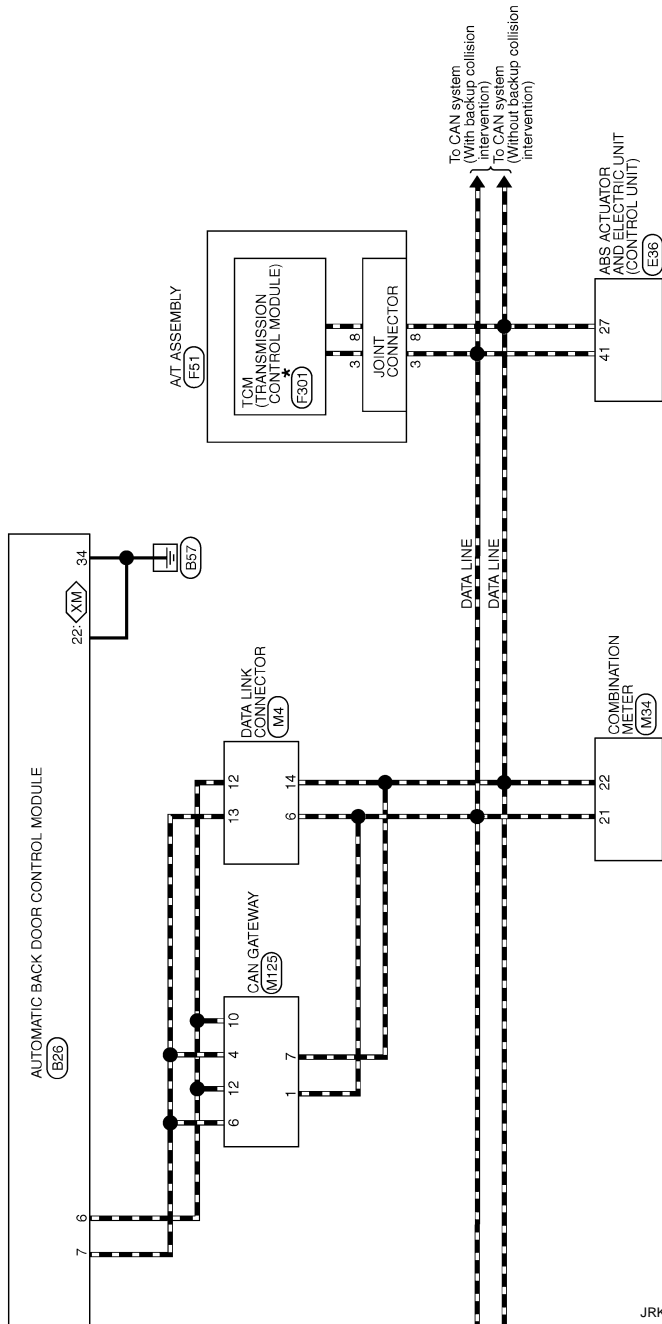 AUTOMATIC BACK DOOR CONTROL MODULE
B26
7
6
22:
XM
34
B57
CAN GATEWAY
M125
6
12
4
10
1
7
DATA LINK
CONNECTOR
M4
13
12
6
14
A/T ASSEMBLY
F51
TCM
(TRANSMISSION
CONTROL MODULE)
*
F301
3
8
JOINT
CONNECTOR
3
8
DATA LINE
DATA LINE
To CAN system
(With backup collision
intervention)
To CAN system
(Without backup collision
intervention)
COMBINATION
METER
M34
21
22
ABS ACTUATOR
AND ELECTRIC UNIT
(CONTROL UNIT)
E36
41
27
JRK